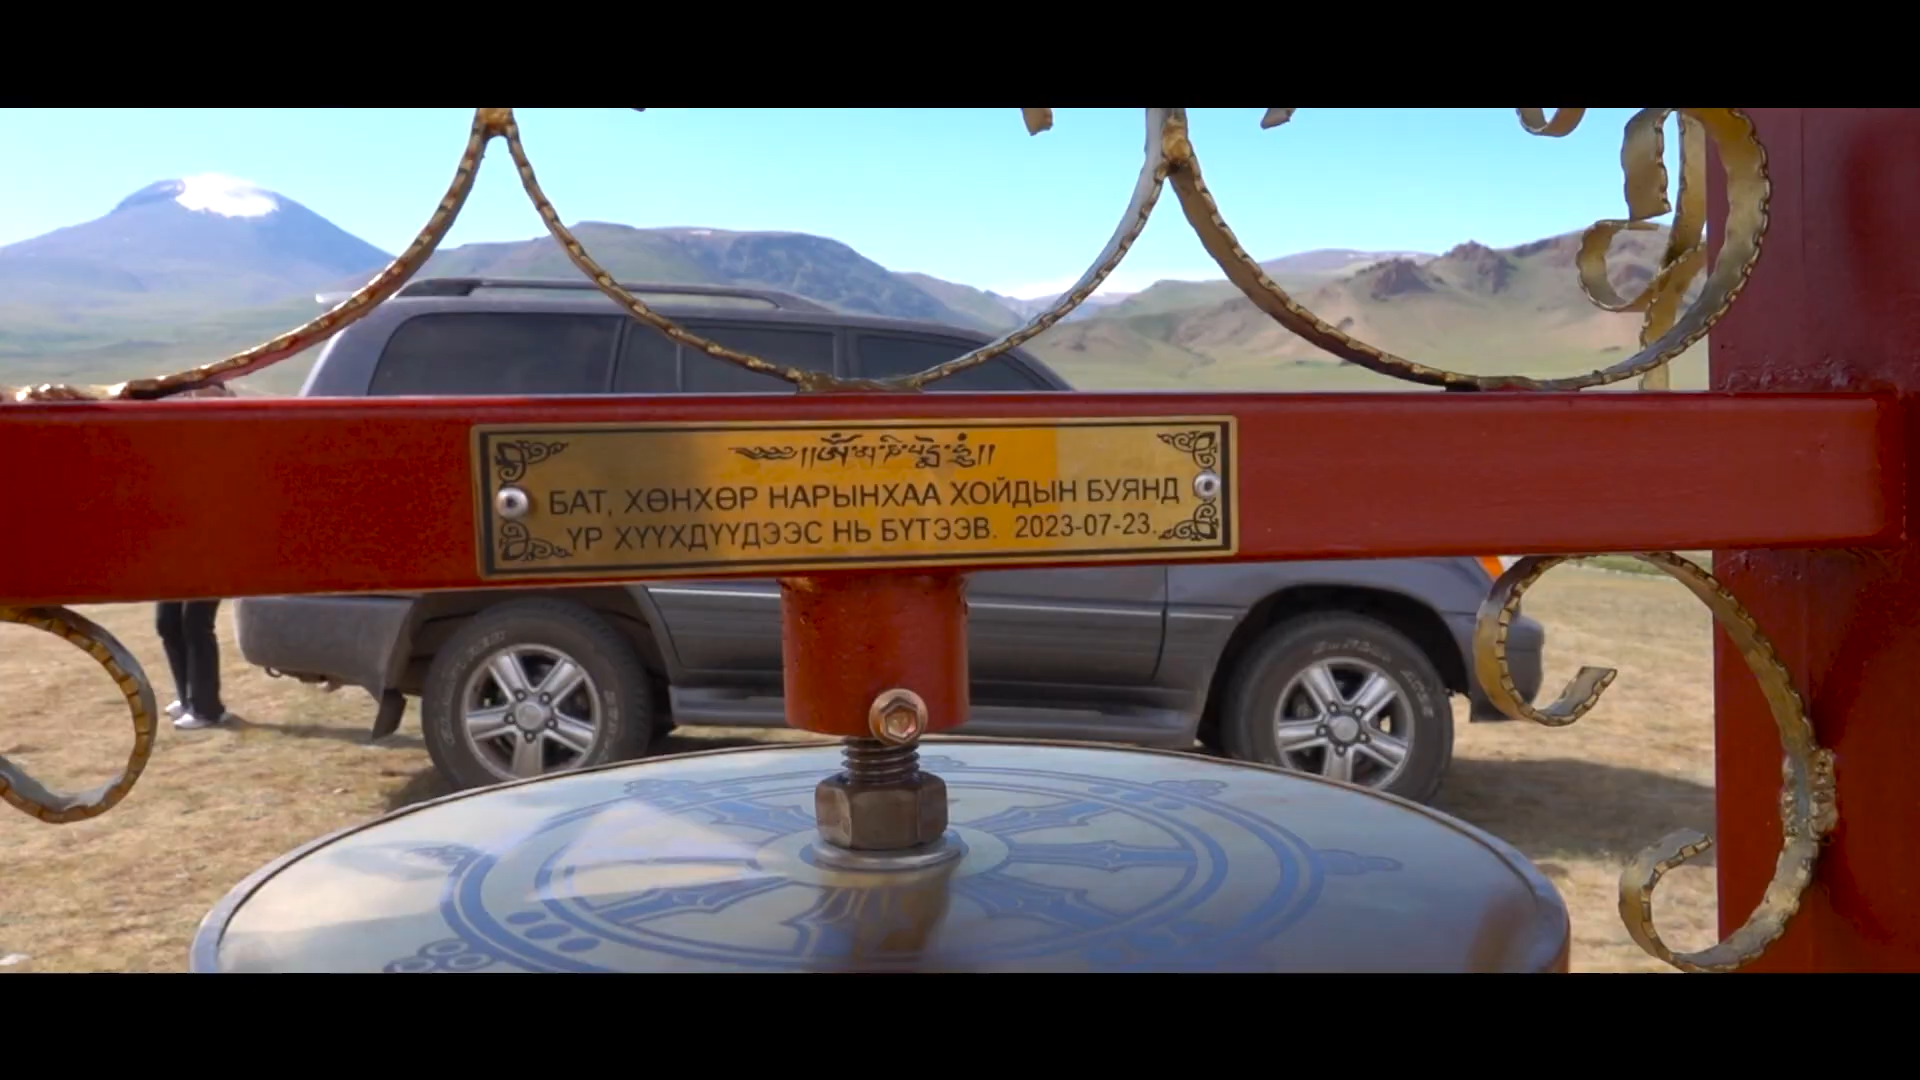 ༄༅།།ཨོཾ་མ་ཎི་པདྨེ་ཧཱུྃ།།
БАТ, ХӨНХӨР НАРЫНХАА ХОЙДЫН БУЯНД
ҮР ХҮҮХДҮҮДЭЭС НЬ БҮТЭЭВ. 2023-07-23.